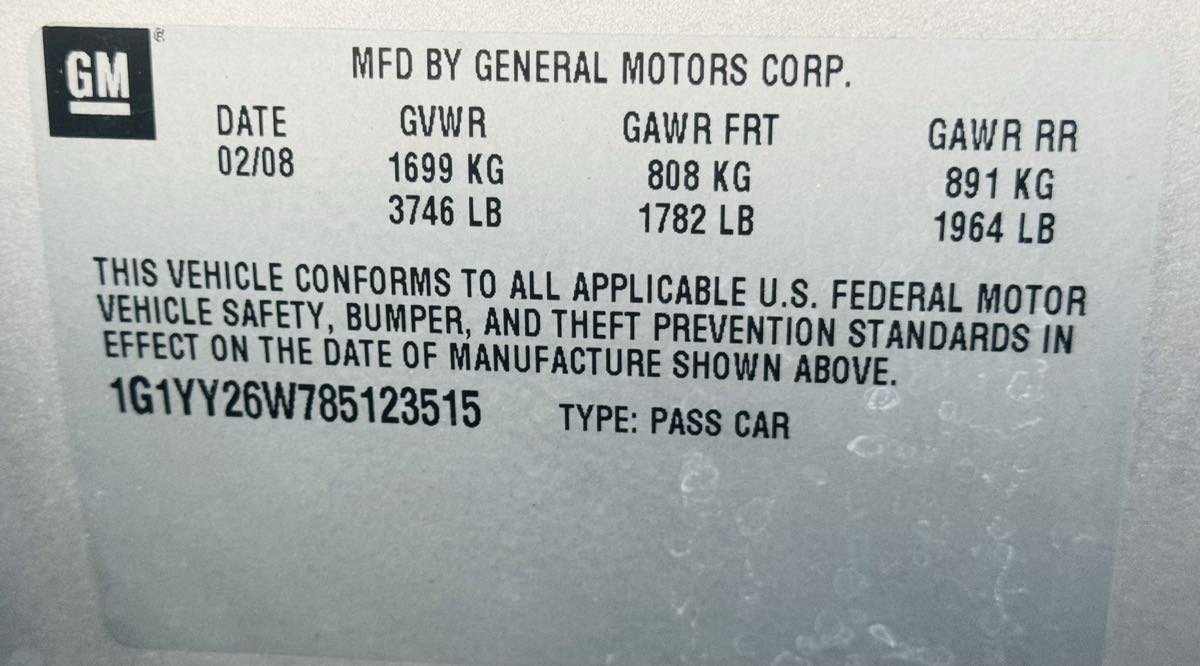 GM ®
MFD BY GENERAL MOTORS CORP.
DATE GVWR GAWR FRT GAWR RR
02/08 1699 KG 808 KG 891 KG
3746 LB 1782 LB 1964 LB
THIS VEHICLE CONFORMS TO ALL APPLICABLE U.S. FEDERAL MOTOR
VEHICLE SAFETY, BUMPER, AND THEFT PREVENTION STANDARDS IN
EFFECT ON THE DATE OF MANUFACTURE SHOWN ABOVE.
1G1YY26W785123515 TYPE: PASS CAR